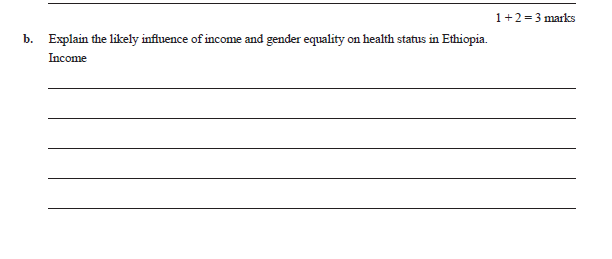 1 + 2 = 3 marks
b. Explain the likely influence of income and gender equality on health status in Ethiopia.
Income